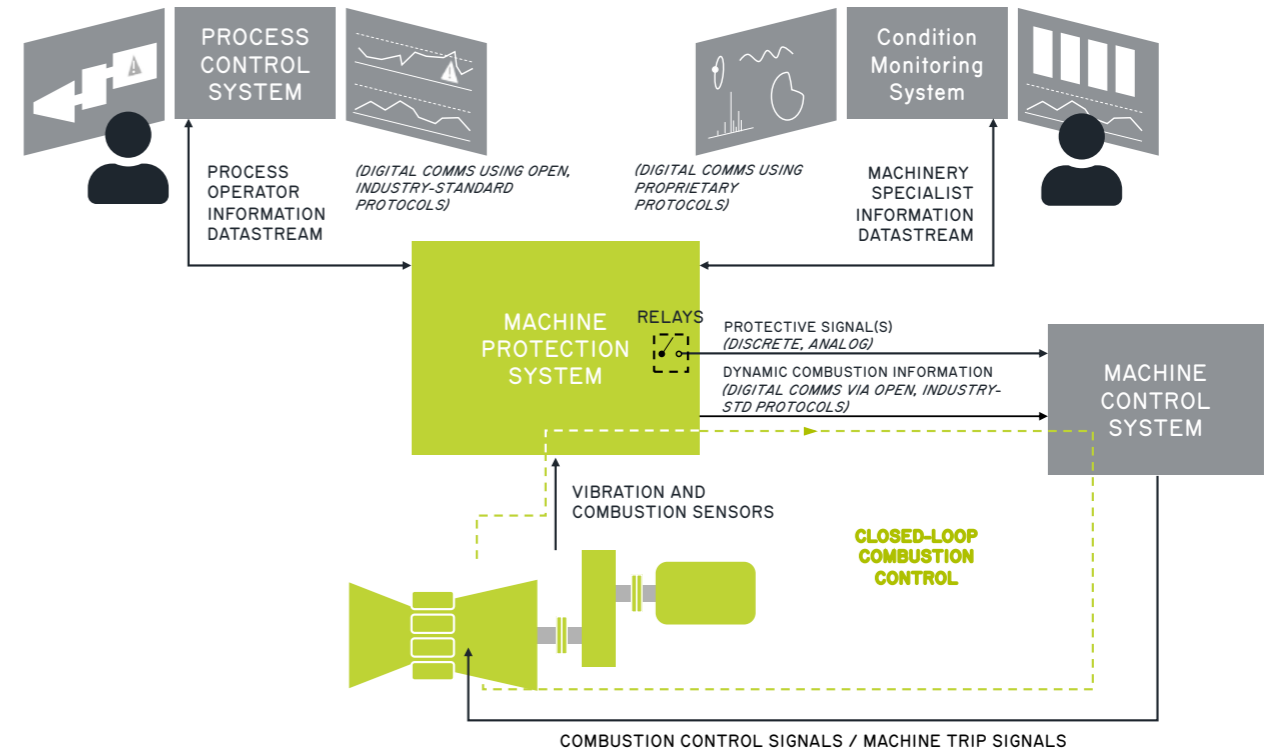 PROCESS
CONTROL
SYSTEM
Condition
Monitoring
System
PROCESS
OPERATOR
INFORMATION
DATASTREAM
(DIGITAL COMMS USING OPEN,
INDUSTRY-STANDARD
PROTOCOLS)
(DIGITAL COMMS USING
PROPRIETARY
PROTOCOLS)
MACHINERY
SPECIALIST
INFORMATION
DATASTREAM
MACHINE
PROTECTION
SYSTEM
RELAYS
PROTECTIVE SIGNAL(S)
(DISCRETE, ANALOG)
DYNAMIC COMBUSTION INFORMATION
(DIGITAL COMMS VIA OPEN, INDUSTRY-
STD PROTOCOLS)
MACHINE
CONTROL
SYSTEM
VIBRATION AND
COMBUSTION SENSORS
CLOSED-LOOP
COMBUSTION
CONTROL
COMBUSTION CONTROL SIGNALS / MACHINE TRIP SIGNALS